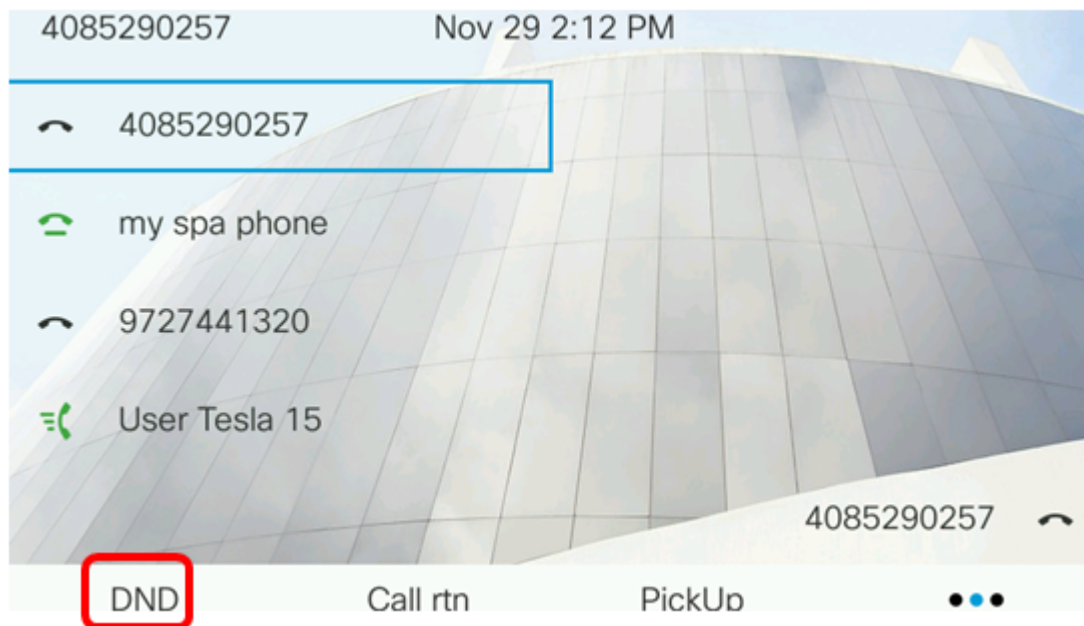 4085290257 Nov 29 2:12 PM
4085290257
my spa phone
9727441320
User Tesla 15
4085290257
DND Call rtn PickUp